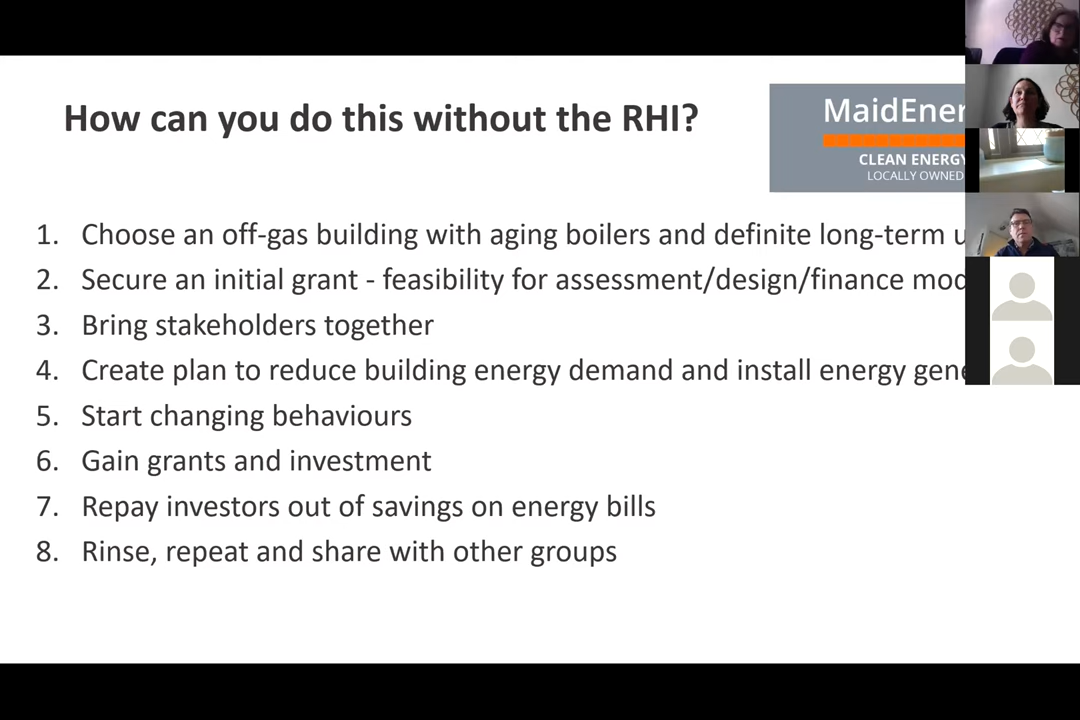 How can you do this without the RHI?
MaidEner
CLEAN ENERGY
LOCALLY OWNED
1. Choose an off-gas building with aging boilers and definite long-term u
2. Secure an initial grant - feasibility for assessment/design/finance mod
3. Bring stakeholders together
4. Create plan to reduce building energy demand and install energy gene
5. Start changing behaviours
6. Gain grants and investment
7. Repay investors out of savings on energy bills
8. Rinse, repeat and share with other groups